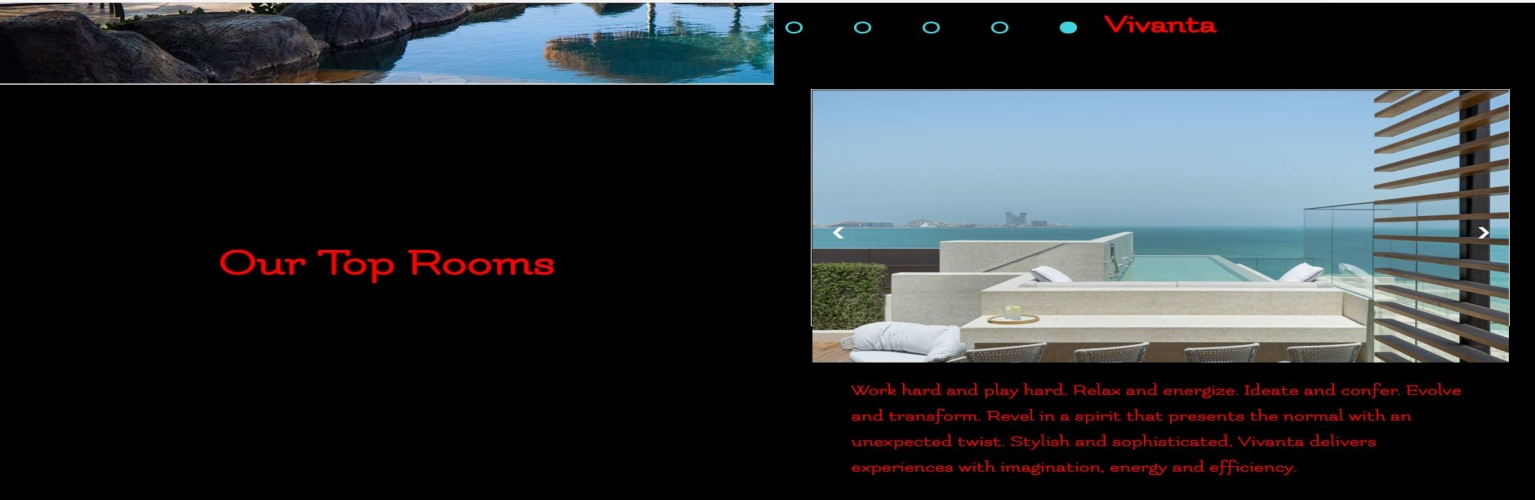 Vivanta
Our Top Rooms
Work hard and play hard. Relax and energize. Ideate and confer. Evolve
and transform. Revel in a spirit that presents the normal with an
unexpected twist. Stylish and sophisticated, Vivanta delivers
experiences with imagination, energy and efficiency.